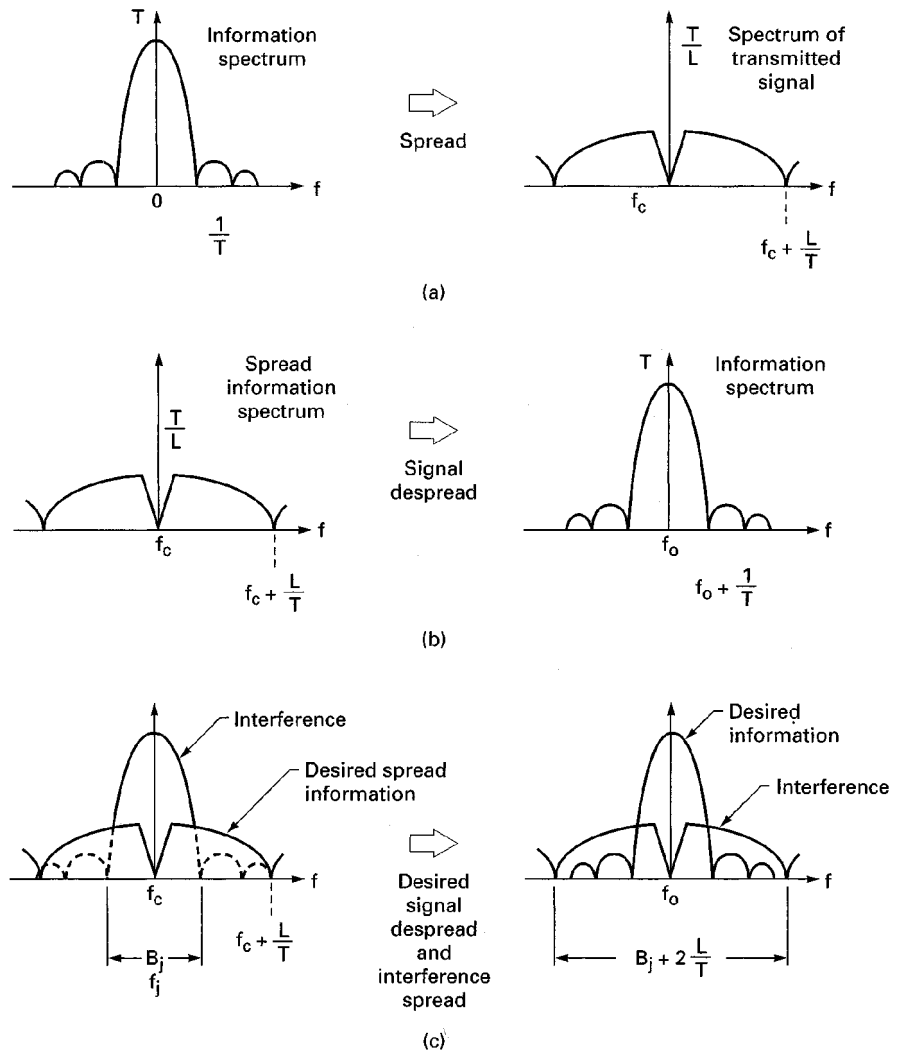 T
Information
spectrum
f
0
1
T
Spread
T
L
Spectrum of
transmitted
signal
f
fc
fc + L
T
(a)
Spread
information
spectrum
T
L
f
fc
fc + L
T
Signal
despread
T
Information
spectrum
f
fo
fo + 1
T
(b)
Interference
Desired spread
information
f
fc
fc + L
T
Bj
fj
Desired
signal
despread
and
interference
spread
Desired
information
Interference
f
fo
Bj + 2 L
T
(c)